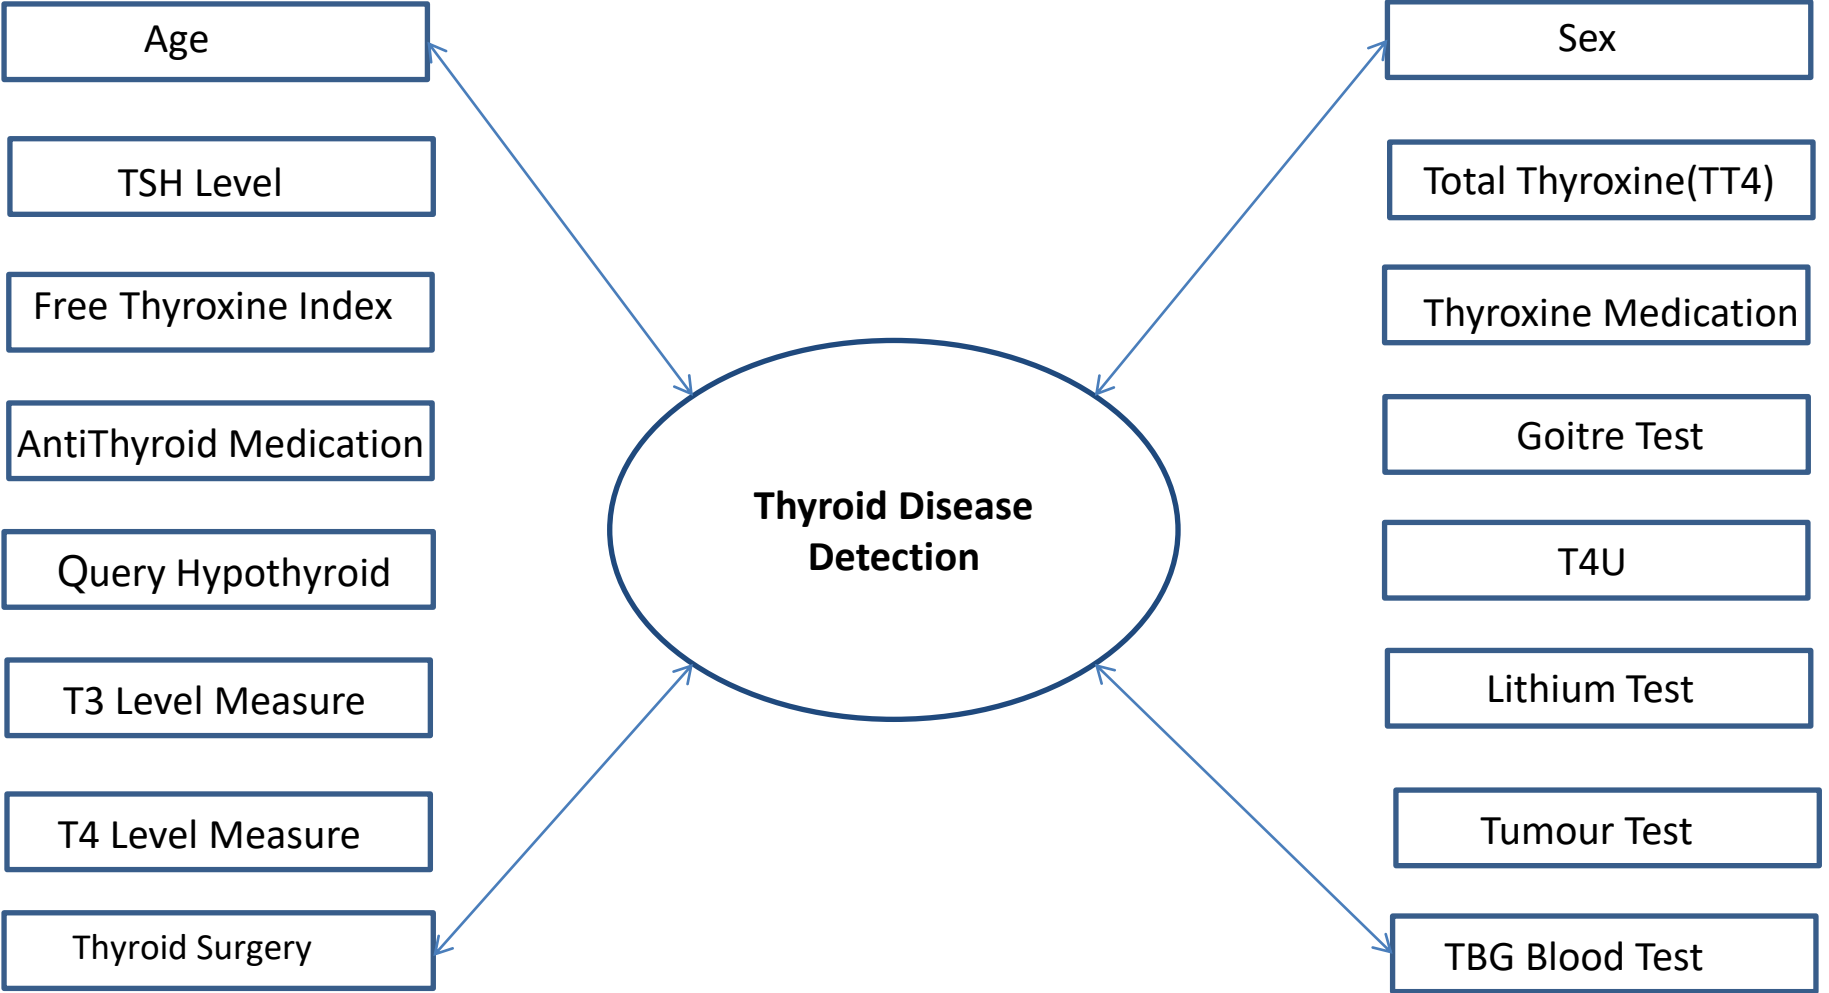 Age
TSH Level
Free Thyroxine Index
AntiThyroid Medication
Query Hypothyroid
T3 Level Measure
T4 Level Measure
Thyroid Surgery
Thyroid Disease
Detection
Sex
Total Thyroxine(TT4)
Thyroxine Medication
Goitre Test
T4U
Lithium Test
Tumour Test
TBG Blood Test